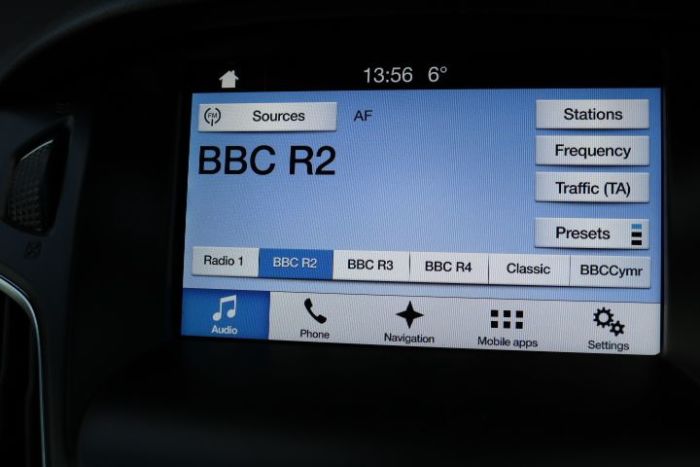 13:56 6°
FM Sources AF Stations
BBC R2 Frequency
Traffic (TA)
Presets
Radio 1 BBC R2 BBC R3 BBC R4 Classic BBCCymr
Audio Phone Navigation Mobile apps Settings